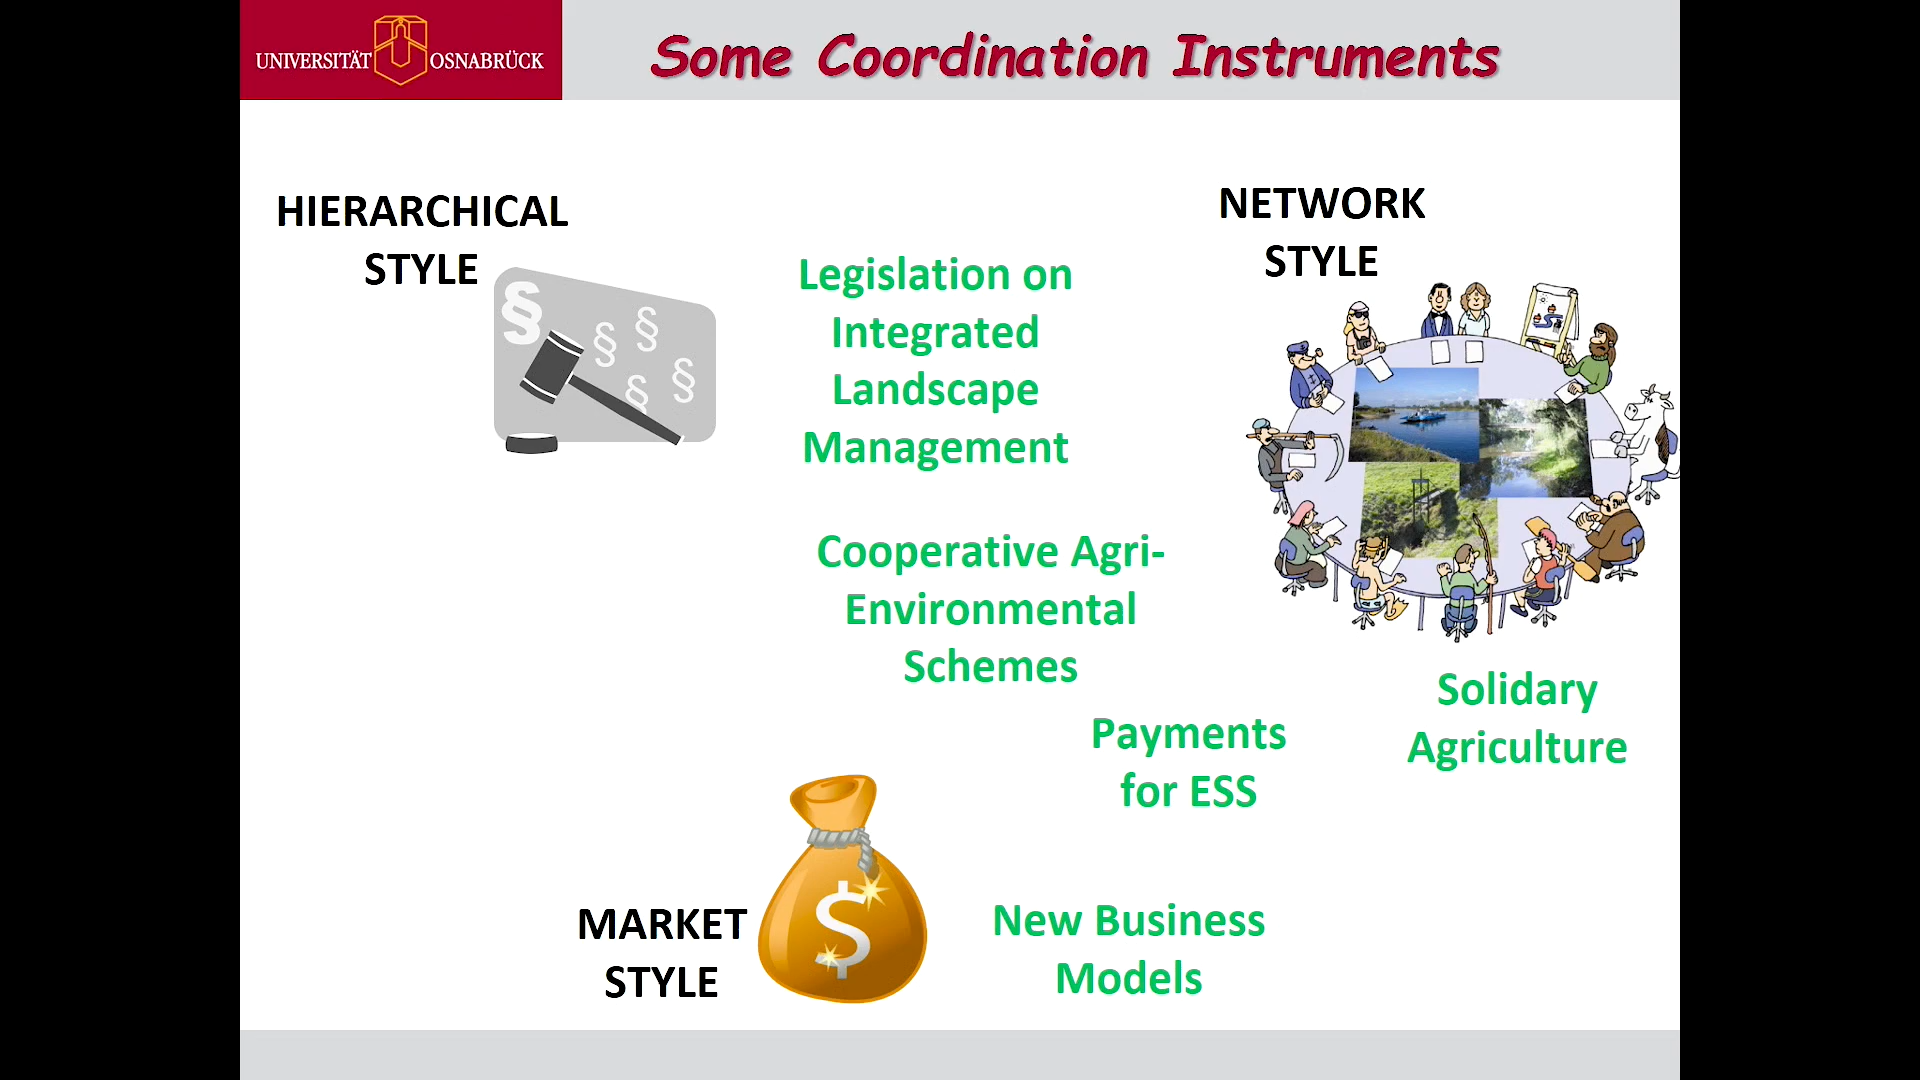 UNIVERSITÄT OSNABRÜCK
Some Coordination Instruments
HIERARCHICAL
STYLE
§ § § § §
NETWORK
STYLE
Legislation on
Integrated
Landscape
Management
Cooperative Agri-
Environmental
Schemes
Solidary
Agriculture
Payments
for ESS
$
MARKET
STYLE
New Business
Models